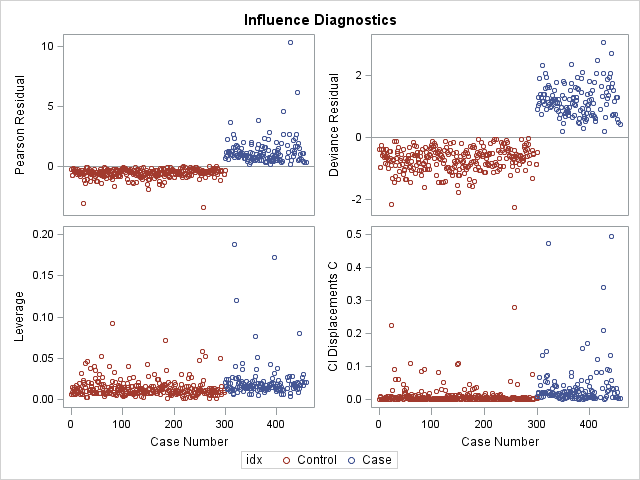 Influence Diagnostics
Pearson Residual
10
5
0
Deviance Residual
2
0
-2
Leverage
0.20
0.15
0.10
0.05
0.00
0 100 200 300 400
Case Number
CI Displacements C
0.5
0.4
0.3
0.2
0.1
0.0
0 100 200 300 400
Case Number
idx Control Case